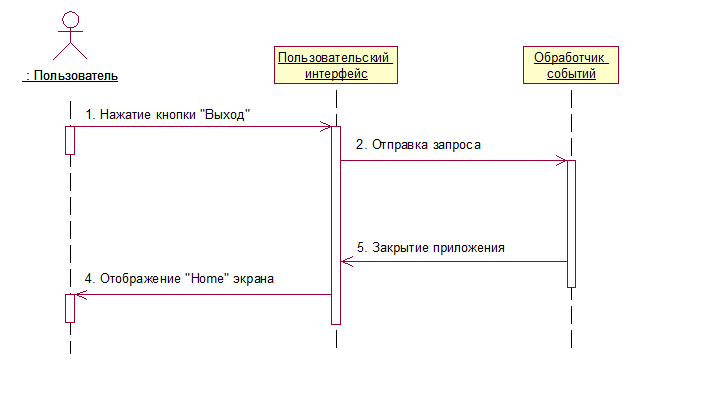 Пользовательский
интерфейс
Обработчик
событий
: Пользователь
1. Нажатие кнопки "Выход"
2. Отправка запроса
5. Закрытие приложения
4. Отображение "Home" экрана